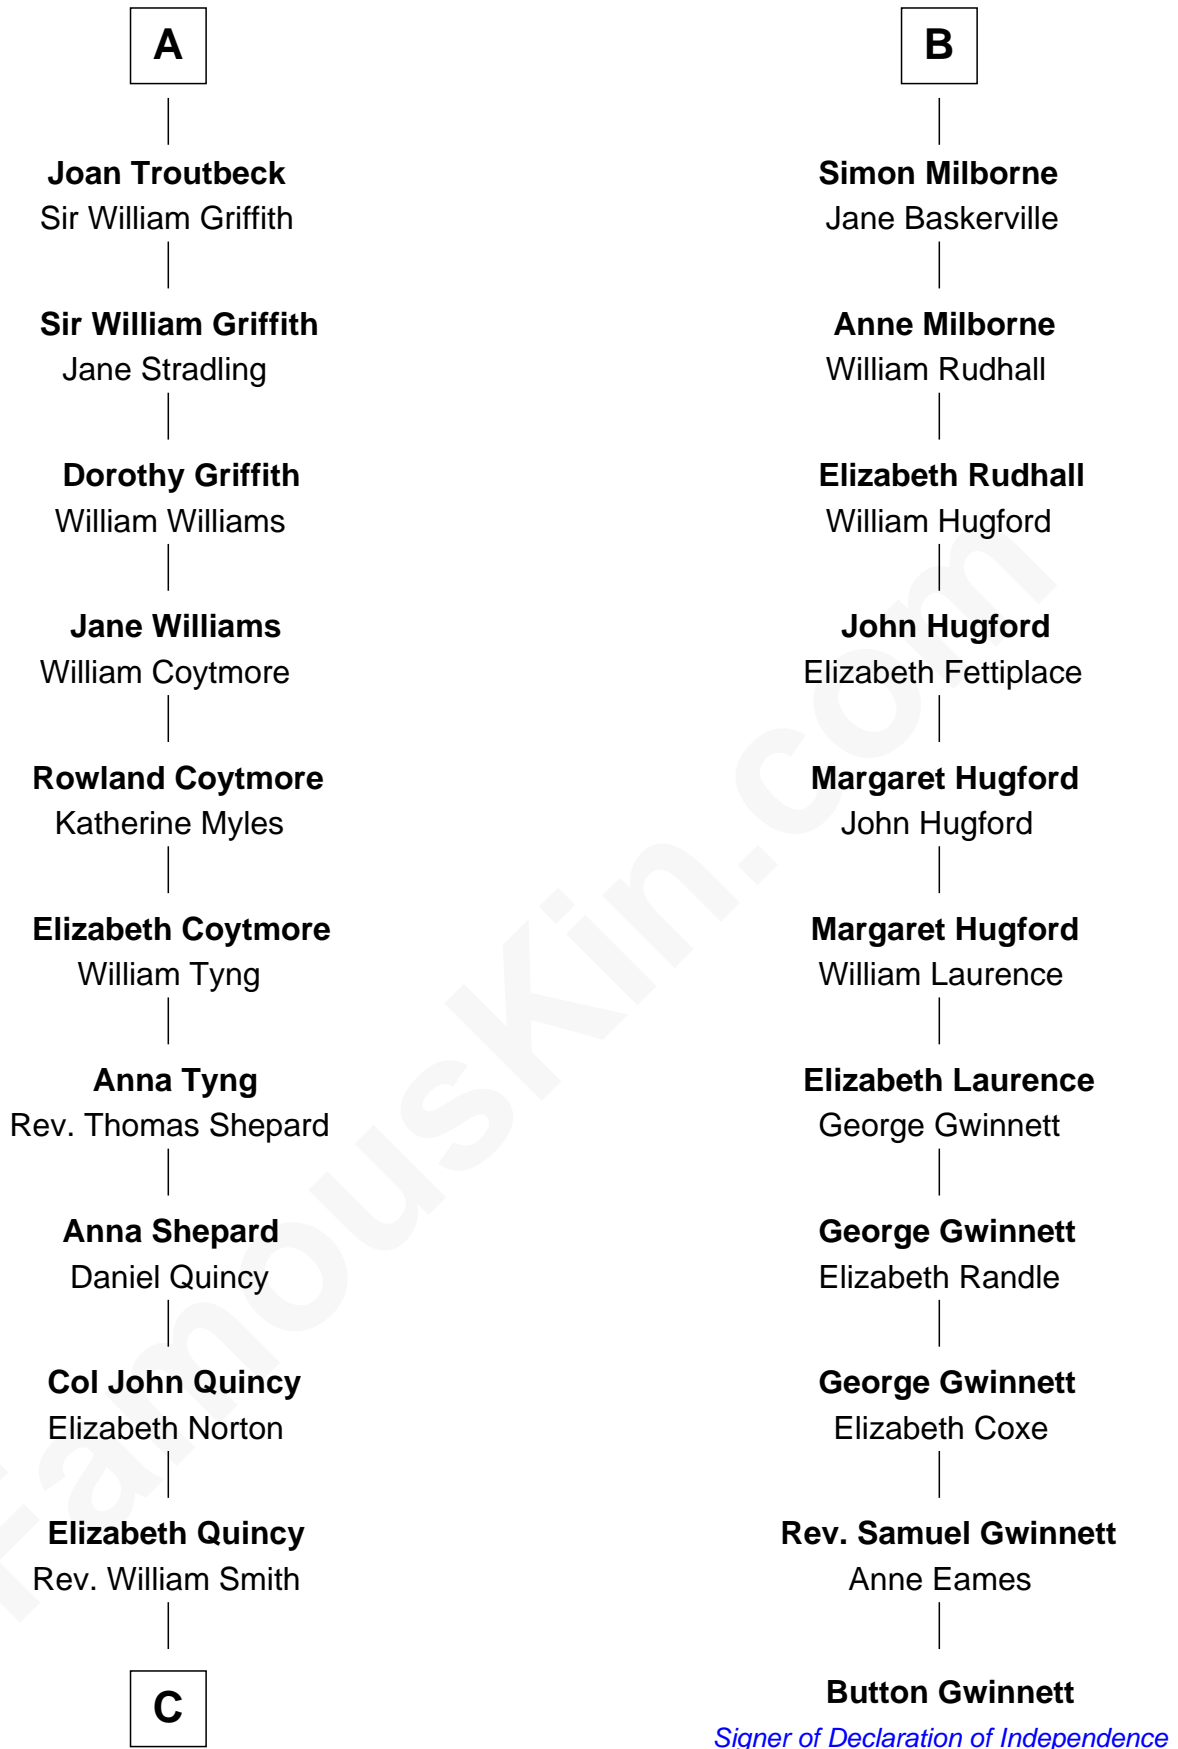 A
Joan Troutbeck
Sir William Griffith
Sir William Griffith
Jane Stradling
Dorothy Griffith
William Williams
Jane Williams
William Coytmore
Rowland Coytmore
Katherine Myles
Elizabeth Coytmore
William Tyng
Anna Tyng
Rev. Thomas Shepard
Anna Shepard
Daniel Quincy
Col John Quincy
Elizabeth Norton
Elizabeth Quincy
Rev. William Smith
C
B
Simon Milborne
Jane Baskerville
Anne Milborne
William Rudhall
Elizabeth Rudhall
William Hugford
John Hugford
Elizabeth Fettiplace
Margaret Hugford
John Hugford
Margaret Hugford
William Laurence
Elizabeth Laurence
George Gwinnett
George Gwinnett
Elizabeth Randle
George Gwinnett
Elizabeth Coxe
Rev. Samuel Gwinnett
Anne Eames
Button Gwinnett
Signer of Declaration of Independence
FamousKin.com